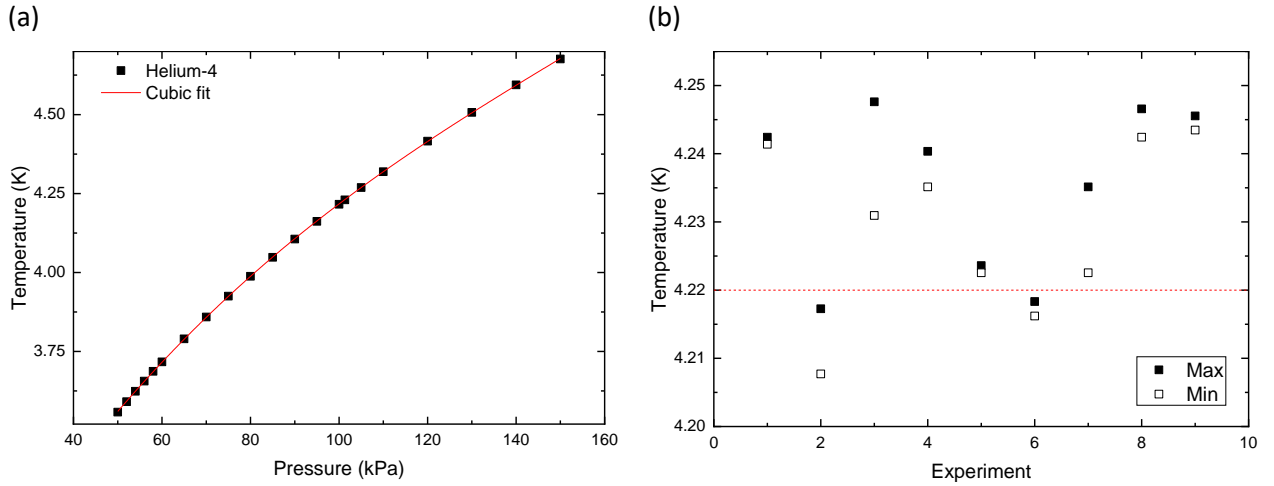 (a)
(b)
Helium-4
Cubic fit
4.50
4.25
4.00
3.75
Temperature (K)
40
60
80
100
120
140
160
Pressure (kPa)
4.25
4.24
4.23
4.22
4.21
4.20
Temperature (K)
Max
Min
0
2
4
6
8
10
Experiment